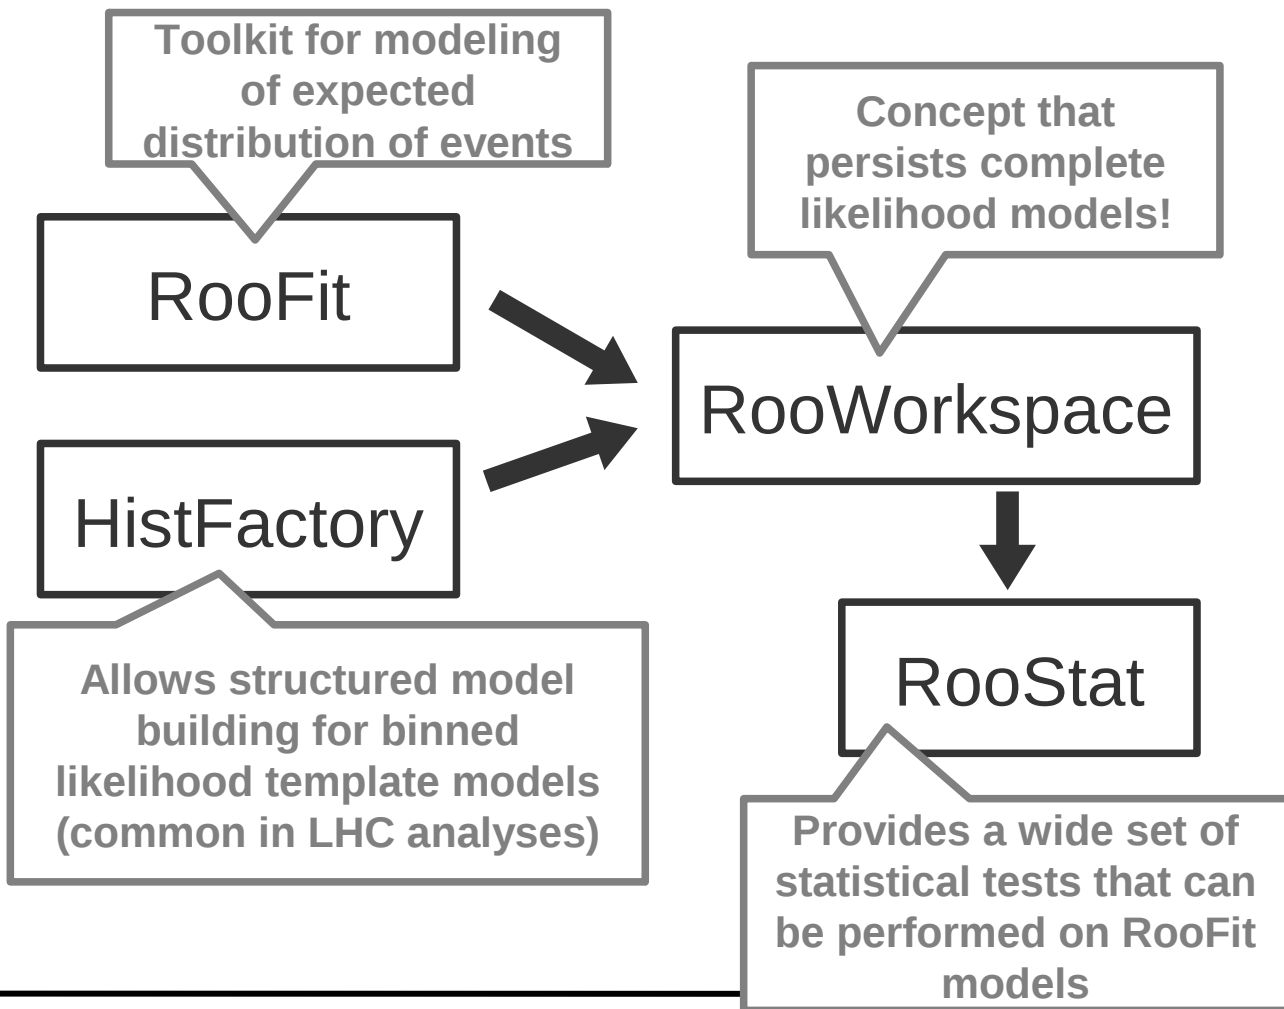 Toolkit for modeling
of expected
distribution of events
RooFit
HistFactory
Allows structured model
building for binned
likelihood template models
(common in LHC analyses)
Concept that
persists complete
likelihood models!
RooWorkspace
RooStat
Provides a wide set of
statistical tests that can
be performed on RooFit
models